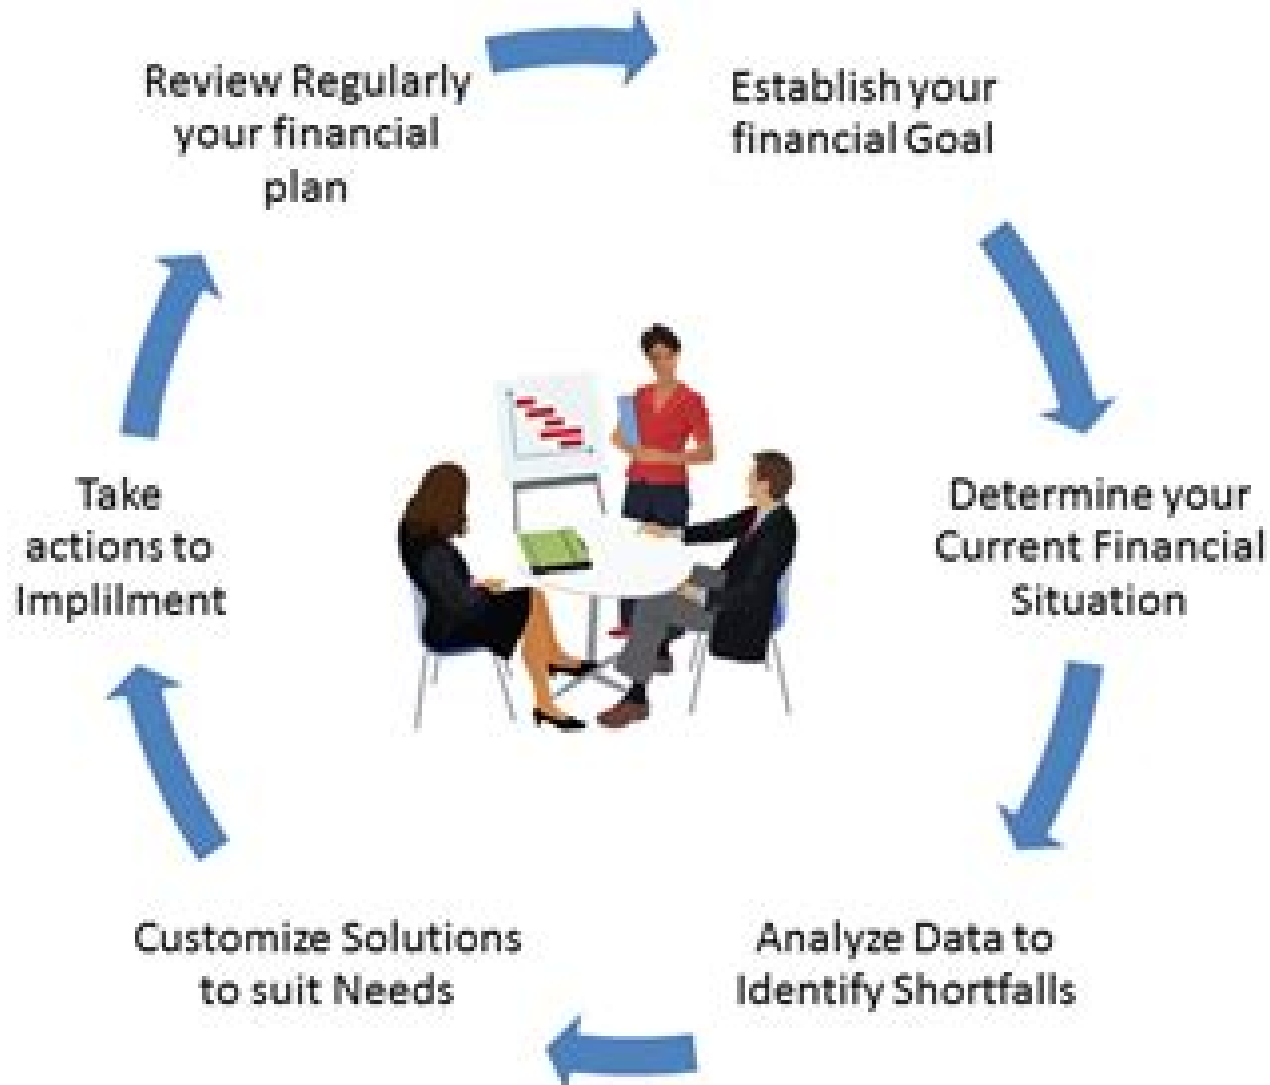 Review Regularly
your financial
plan
Establish your
financial Goal
Determine your
Current Financial
Situation
Analyze Data to
Identify Shortfalls
Customize Solutions
to suit Needs
Take
actions to
Implilment